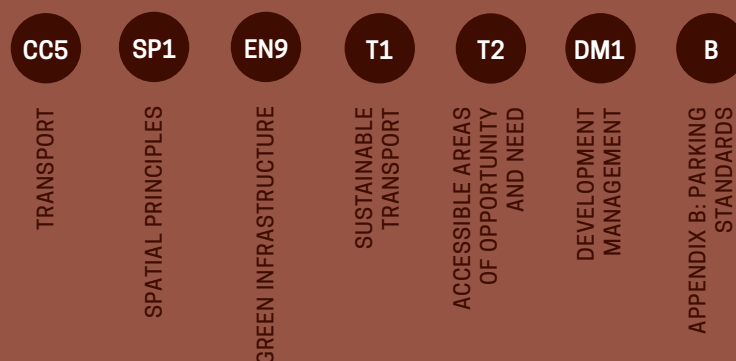 CC5
SP1
EN9
T1
T2
DM1
B
TRANSPORT
SPATIAL PRINCIPLES
GREEN INFRASTRUCTURE
SUSTAINABLE
TRANSPORT
ACCESSIBLE AREAS
OF OPPORTUNITY
AND NEED
DEVELOPMENT
MANAGEMENT
APPENDIX B: PARKING
STANDARDS